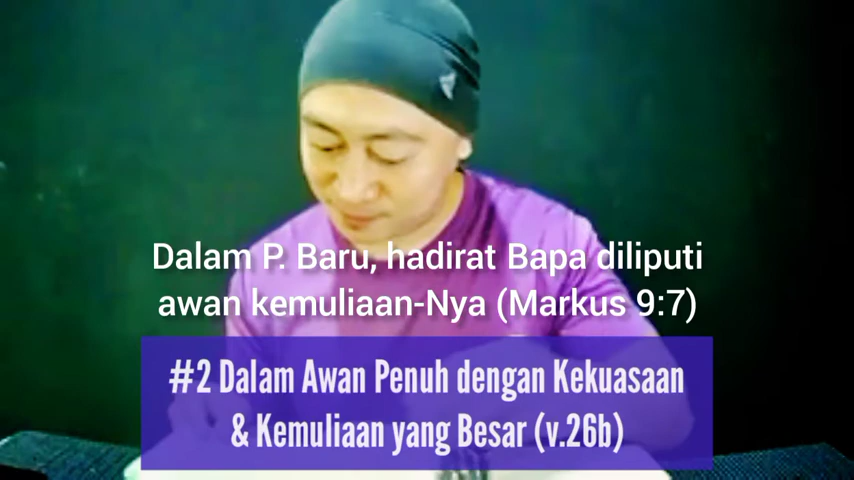 Dalam P. Baru, hadirat Bapa diliputi
awan kemuliaan-Nya (Markus 9:7)
#2 Dalam Awan Penuh dengan Kekuasaan
& Kemuliaan yang Besar (v.26b)